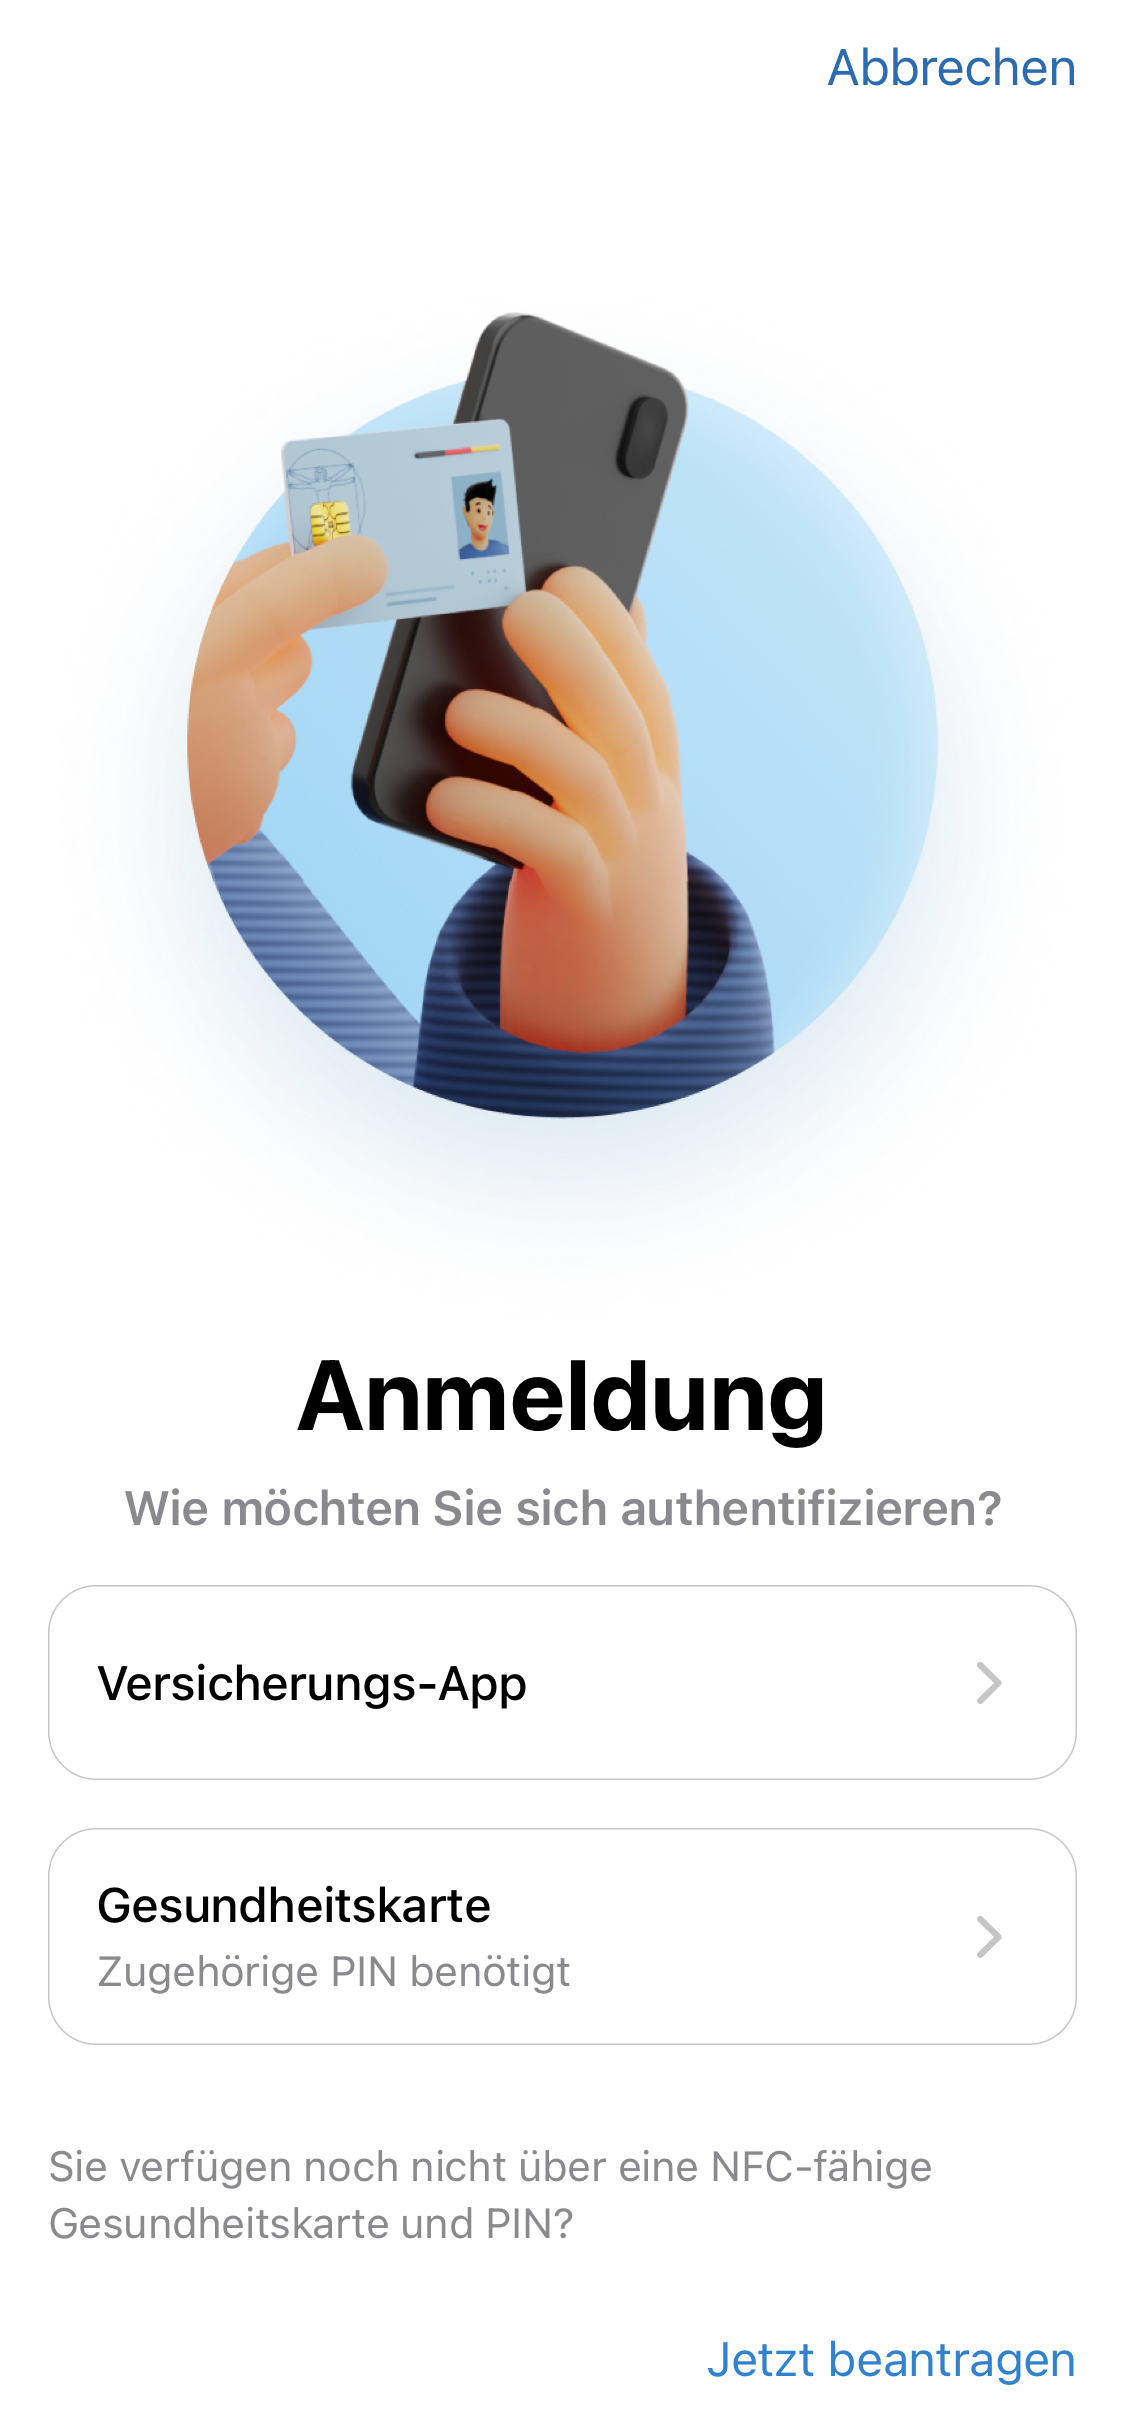 Abbrechen
Anmeldung
Wie möchten Sie sich authentifizieren?
Versicherungs-App
Gesundheitskarte
Zugehörige PIN benötigt
Sie verfügen noch nicht über eine NFC-fähige
Gesundheitskarte und PIN?
Jetzt beantragen